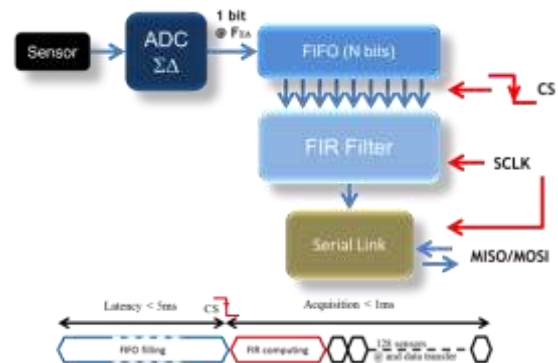 Sensor
ADC
ΣΔ
1 bit
@ FΣΔ
FIFO (N bits)
CS
FIR Filter
SCLK
Serial Link
MISO/MOSI
Latency < 5ms
CS
Acquisition < 1ms
FIFO filling
FIR computing
128 sensors
@ and data transfer